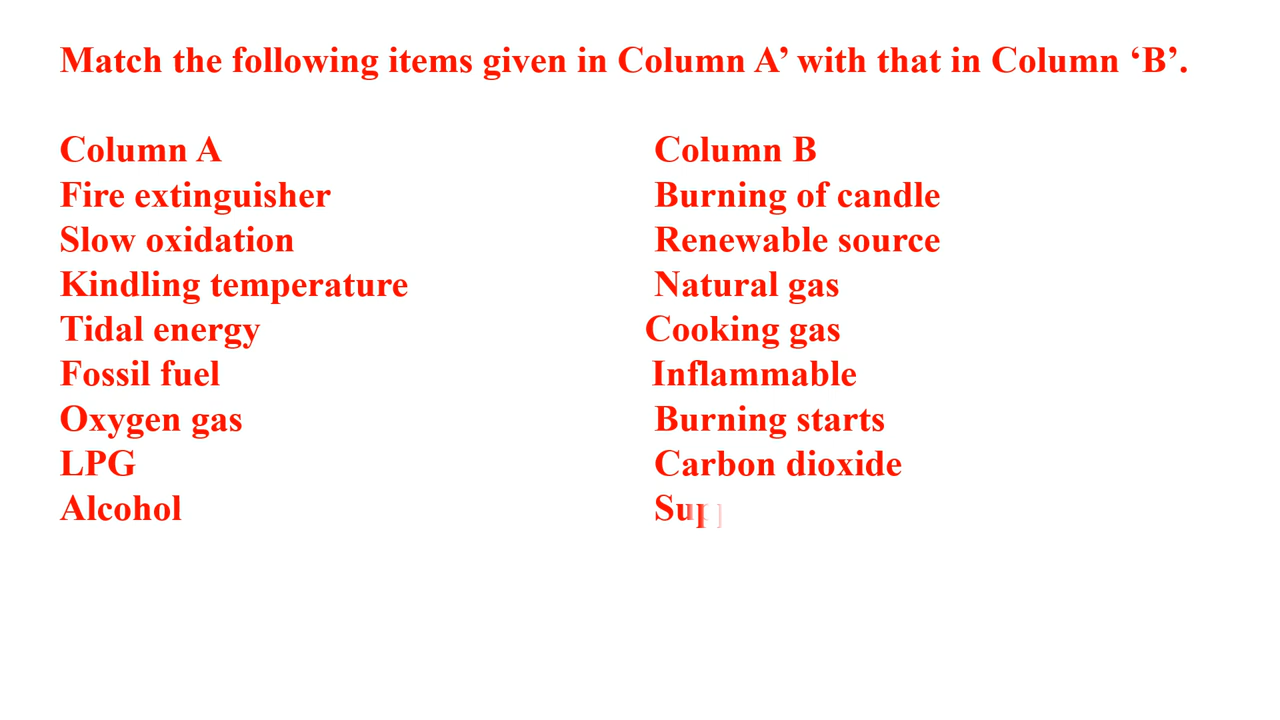 Match the following items given in Column A’ with that in Column ‘B’.
Column A Column B
Fire extinguisher Burning of candle
Slow oxidation Renewable source
Kindling temperature Natural gas
Tidal energy Cooking gas
Fossil fuel Inflammable
Oxygen gas Burning starts
LPG Carbon dioxide
Alcohol